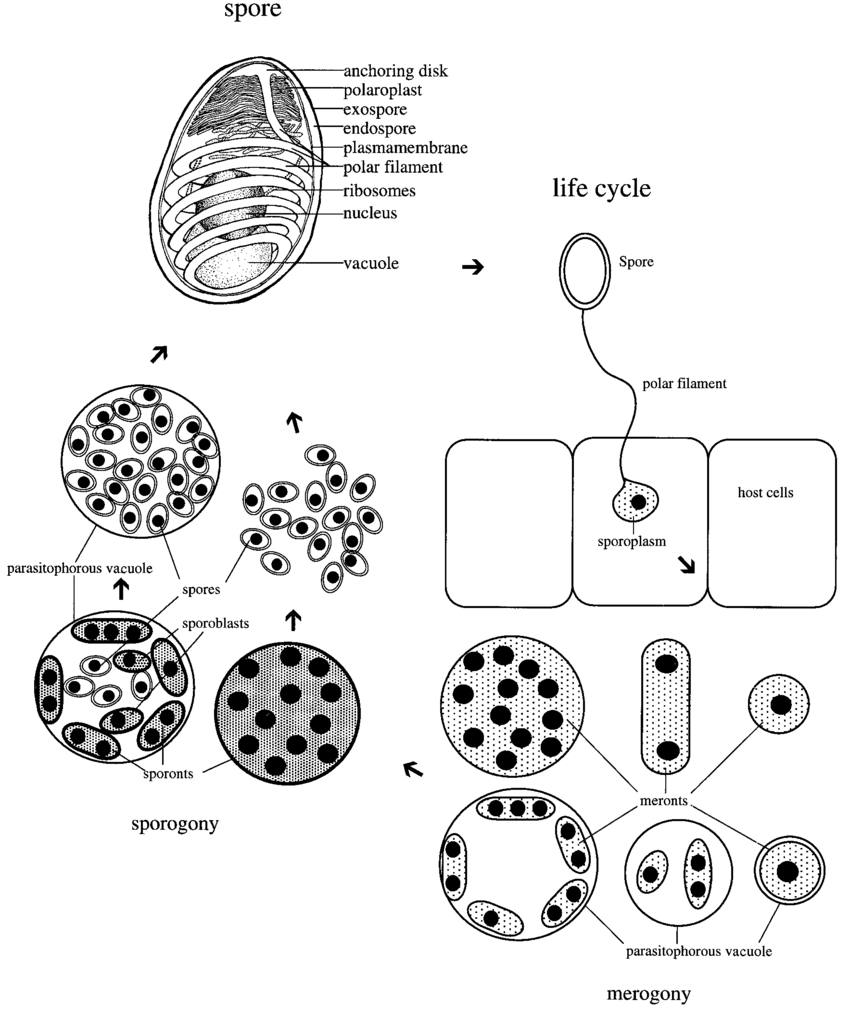 spore
anchoring disk
polaroplast
exospore
endospore
plasmamembrane
polar filament
ribosomes
nucleus
vacuole
life cycle
Spore
polar filament
host cells
sporoplasm
parasitophorous vacuole
spores
sporoblasts
sporonts
sporogony
meronts
parasitophorous vacuole
merogony